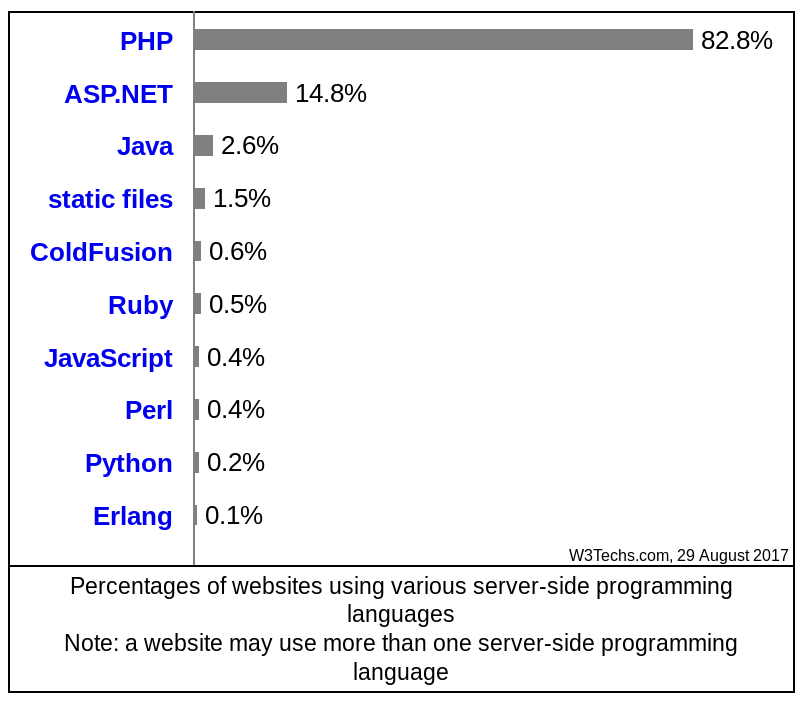 PHP 82.8%
ASP.NET 14.8%
Java 2.6%
static files 1.5%
ColdFusion 0.6%
Ruby 0.5%
JavaScript 0.4%
Perl 0.4%
Python 0.2%
Erlang 0.1%
W3Techs.com, 29 August 2017
Percentages of websites using various server-side programming
languages
Note: a website may use more than one server-side programming
language